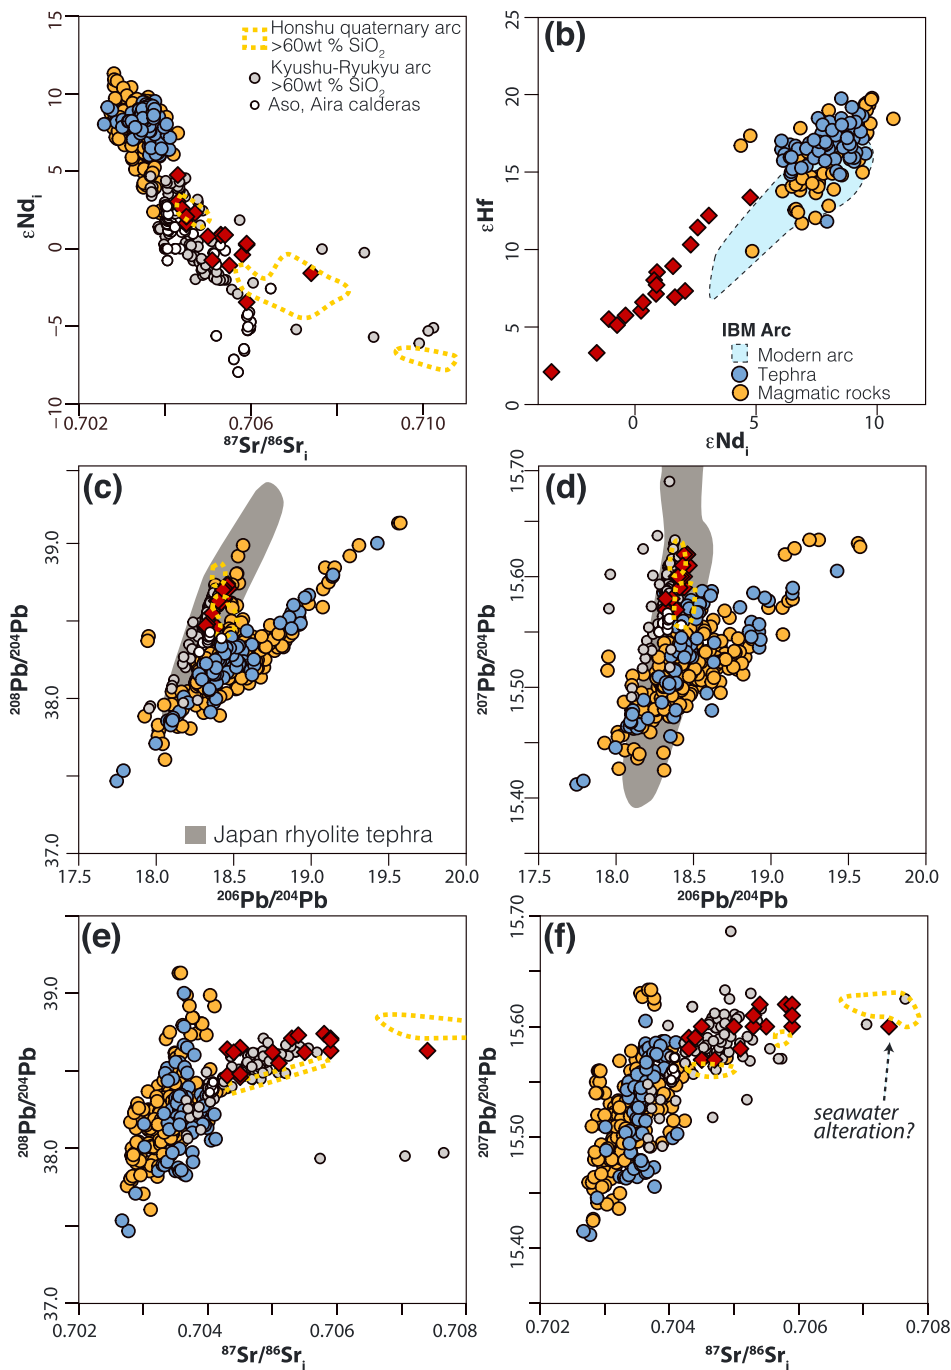 Honshu quaternary arc
>60wt % SiO2
Kyushu-Ryukyu arc
>60wt % SiO2
Aso, Aira calderas
15
10
5
0
-5
-10
εNdi
0.702
0.706
0.710
87Sr/86Sri
(b)
25
20
15
10
5
0
εHf
IBM Arc
Modern arc
Tephra
Magmatic rocks
0
5
10
εNdi
(c)
39.0
38.0
37.0
208Pb/204Pb
Japan rhyolite tephra
17.5
18.0
18.5
19.0
19.5
20.0
206Pb/204Pb
(d)
15.70
15.60
15.50
15.40
207Pb/204Pb
17.5
18.0
18.5
19.0
19.5
20.0
206Pb/204Pb
(e)
39.0
38.0
37.0
208Pb/204Pb
0.702
0.704
0.706
0.708
87Sr/86Sri
(f)
15.70
15.60
15.50
15.40
207Pb/204Pb
seawater
alteration?
0.702
0.704
0.706
0.708
87Sr/86Sri